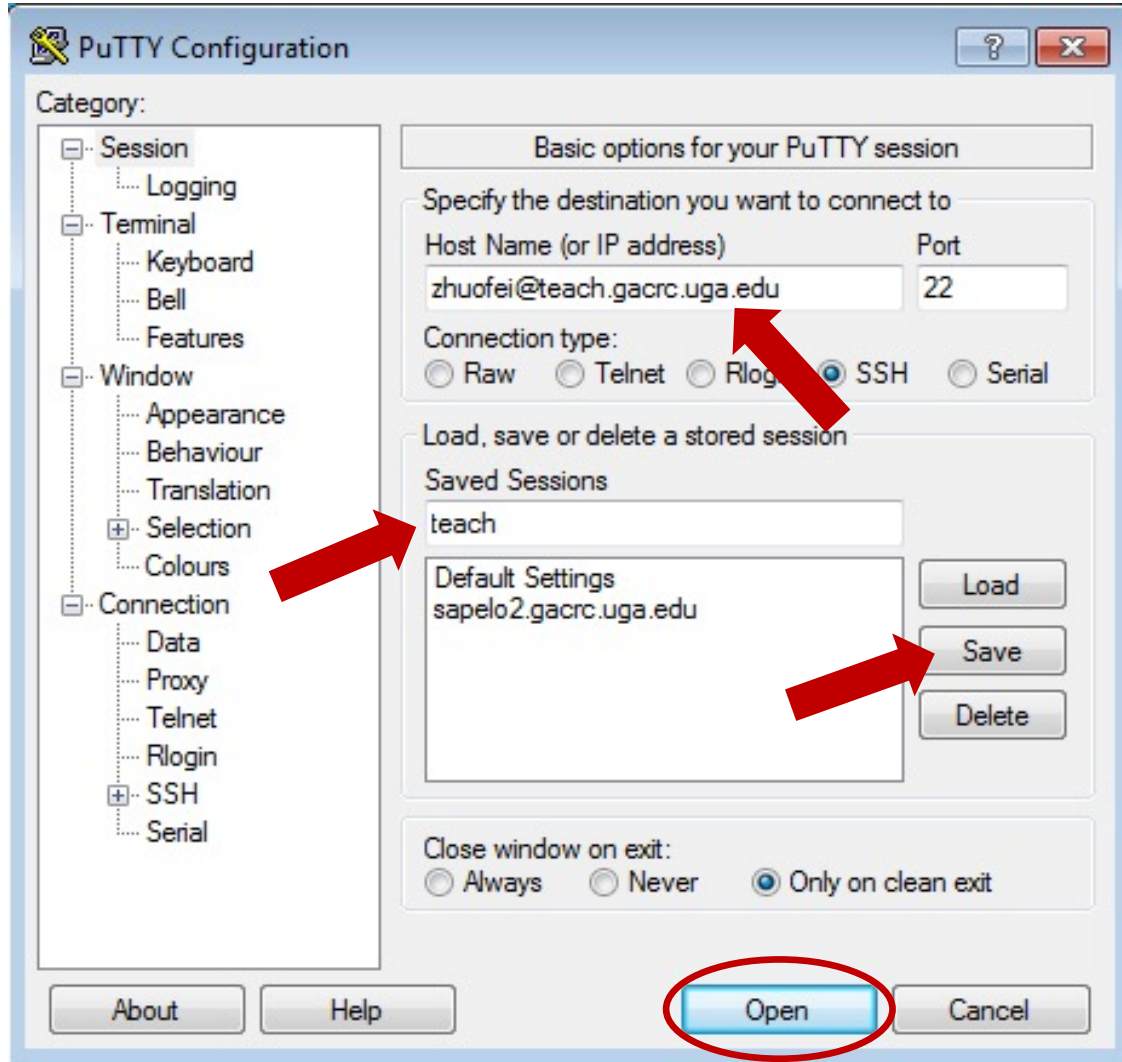 PuTTY Configuration
Category:
Session
Logging
Terminal
Keyboard
Bell
Features
Window
Appearance
Behaviour
Translation
Selection
Colours
Connection
Data
Proxy
Telnet
Rlogin
SSH
Serial
Basic options for your PuTTY session
Specify the destination you want to connect to
Host Name (or IP address) Port
zhuofei@teach.gacrc.uga.edu 22
Connection type:
Raw Telnet SSH Serial
Load, save or delete a stored session
Saved Sessions
teach
Default Settings
sapelo2.gacrc.uga.edu
Load
Save
Delete
Close window on exit:
Always Never Only on clean exit
About Help Open Cancel